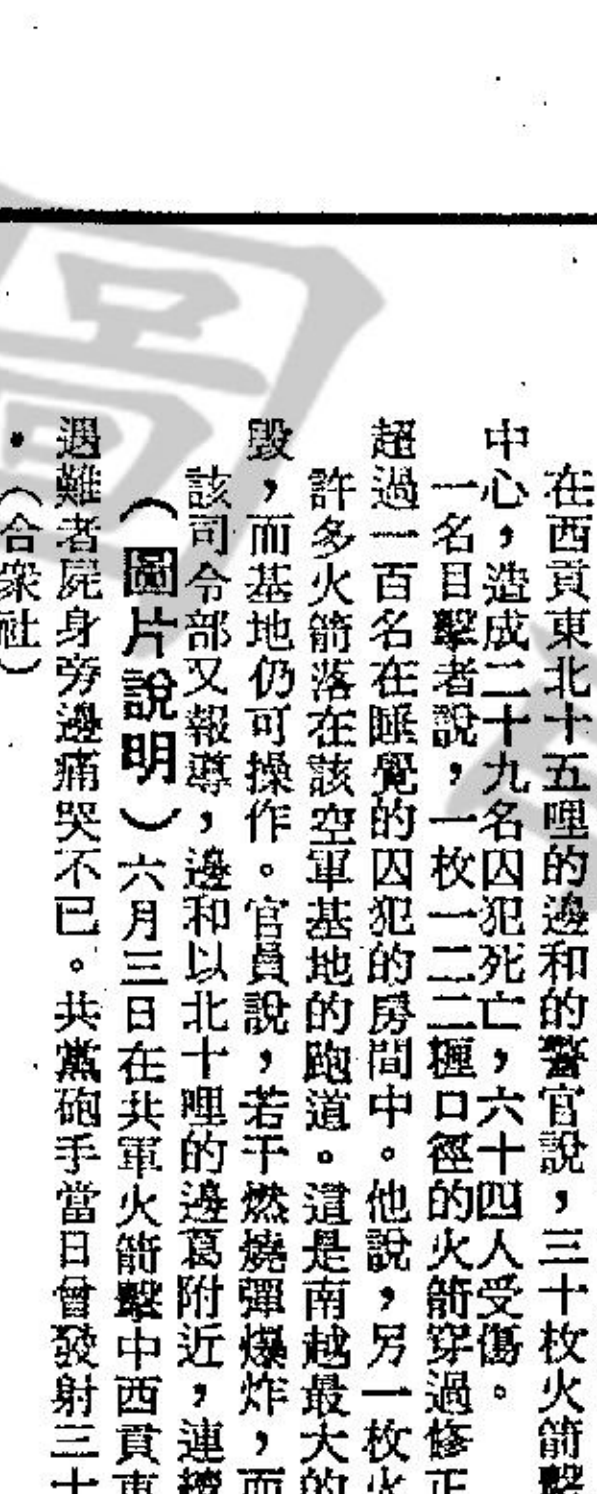 在西貢東北十五哩的邊和的警官說，三十枚火箭擊
中心，造成二十九名囚犯死亡，六十四人受傷。
一名目擊者說，一枚一二二糎口徑的火箭穿過修正
超過一百名在睡覺的囚犯的房間中。他說，另一枚火
許多火箭落在該空軍基地的跑道。這是南越最大的
毀，而基地仍可操作。官員說，若干燃燒彈爆炸，而
該司令部又報導，邊和以北十哩的邊葛附近，連續
（圖片說明）六月三日在共軍火箭擊中西貢東
遇難者屍身旁邊痛哭不已。共黨砲手當日曾發射三十
。（合衆社）
圖